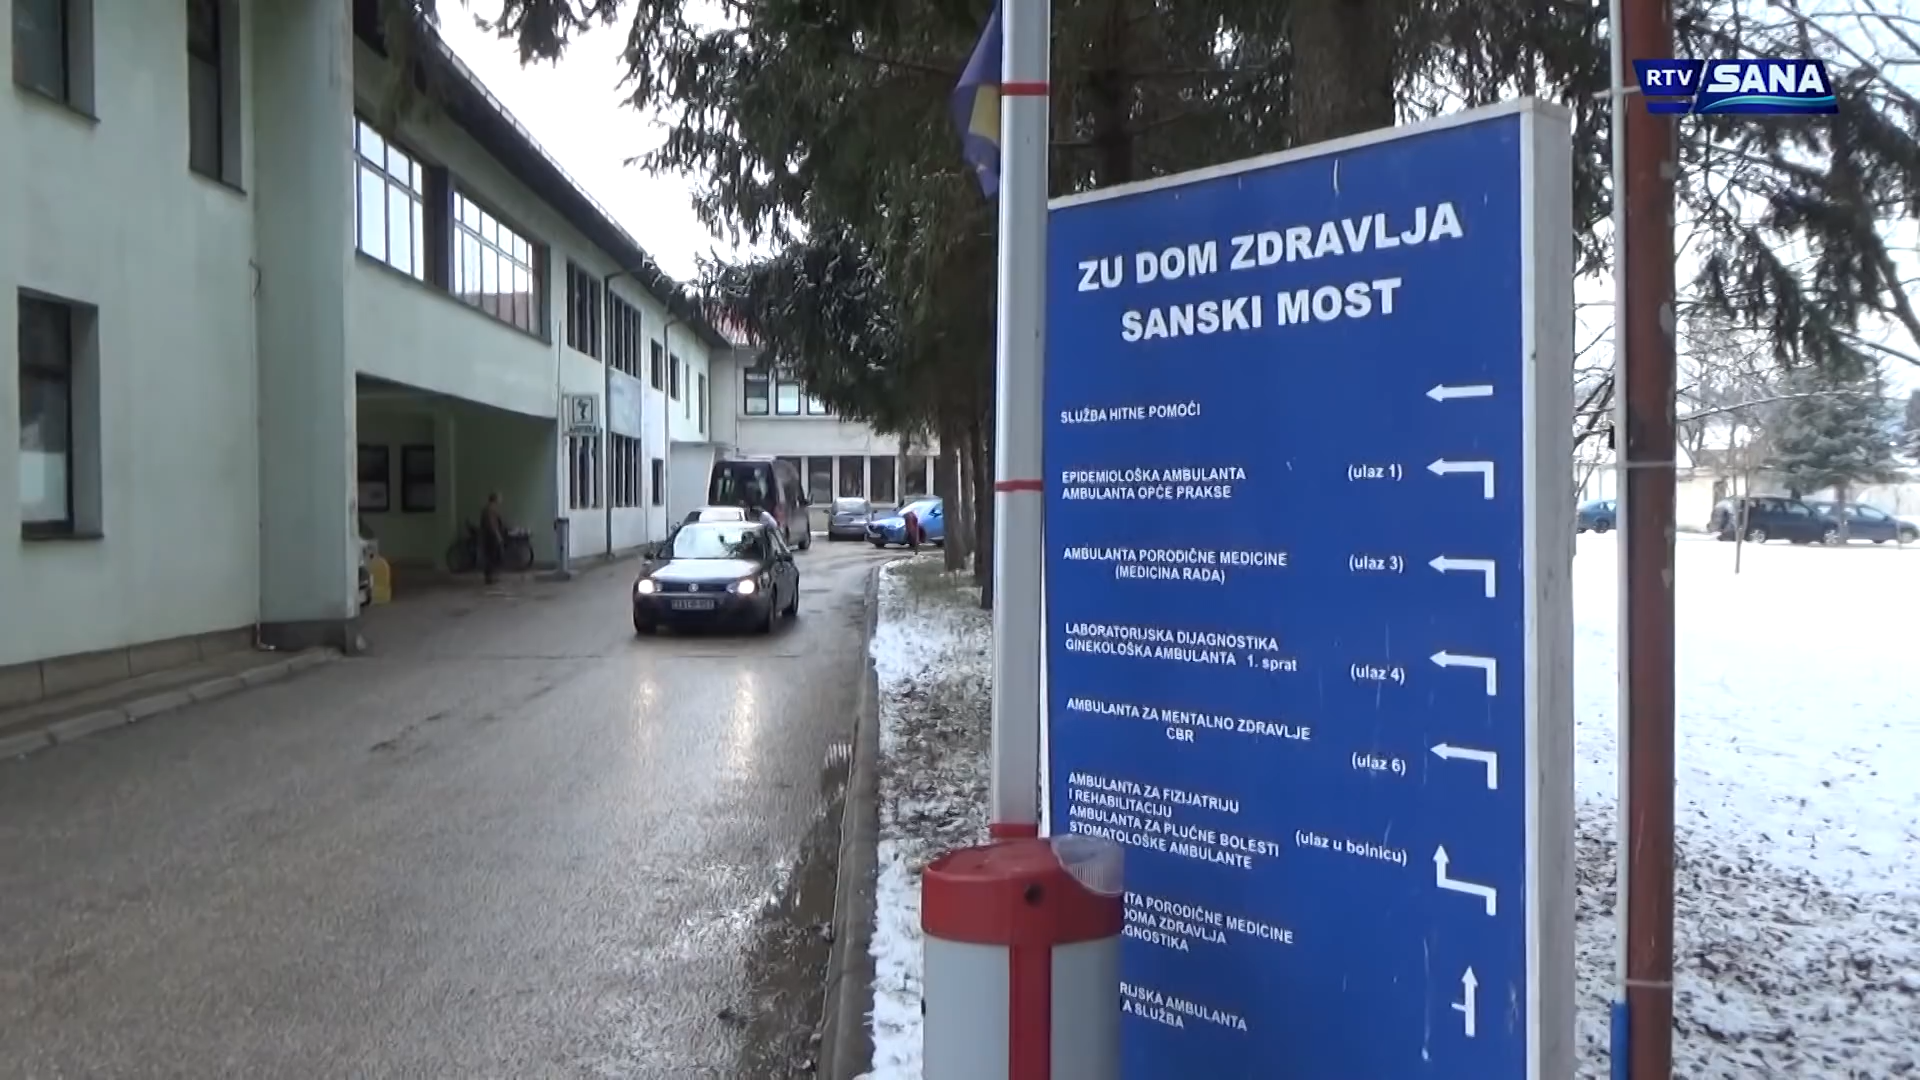 RTV SANA
ZU DOM ZDRAVLJA
SANSKI MOST
SLUŽBA HITNE POMOĆI
EPIDEMIOLOŠKA AMBULANTA (ulaz 1)
AMBULANTA OPĆE PRAKSE
AMBULANTA PORODIČNE MEDICINE (ulaz 3)
(MEDICINA RADA)
LABORATORIJSKA DIJAGNOSTIKA
GINEKOLOŠKA AMBULANTA 1. sprat (ulaz 4)
AMBULANTA ZA MENTALNO ZDRAVLJE
CBR (ulaz 6)
AMBULANTA ZA FIZIJATRIJU
I REHABILITACIJU
AMBULANTA ZA PLUĆNE BOLESTI (ulaz u bolnicu)
STOMATOLOŠKE AMBULANTE
NTA PORODIČNE MEDICINE
DOMA ZDRAVLJA
GNOSTIKA
RIJSKA AMBULANTA
A SLUŽBA